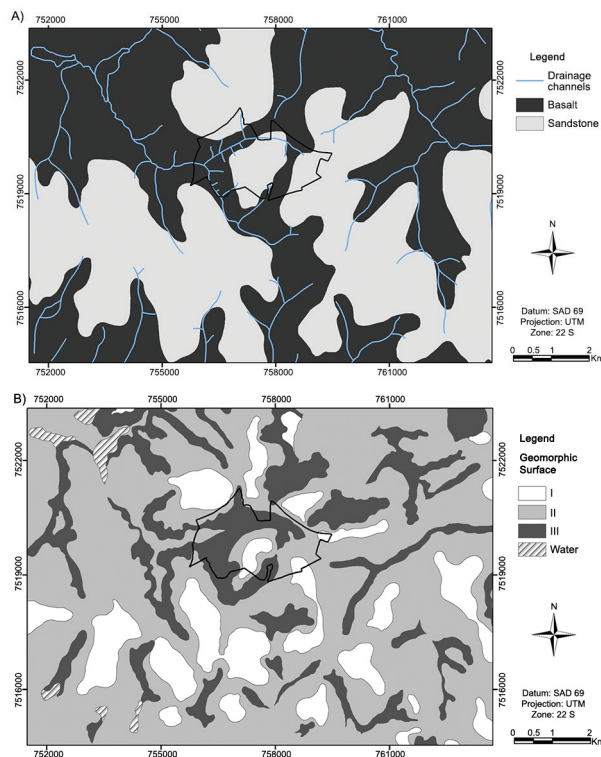 A)
752000 755000 758000 761000
7522000
7519000
7516000
Legend
Drainage
channels
Basalt
Sandstone
N
Datum: SAD 69
Projection: UTM
Zone: 22 S
0 0.5 1 2
Km
7522000
7519000
7516000
752000 755000 758000 761000
B)
752000 755000 758000 761000
7522000
7519000
7516000
Legend
Geomorphic
Surface
I
II
III
Water
N
Datum: SAD 69
Projection: UTM
Zone: 22 S
0 0.5 1 2
Km
7522000
7519000
7516000
752000 755000 758000 761000